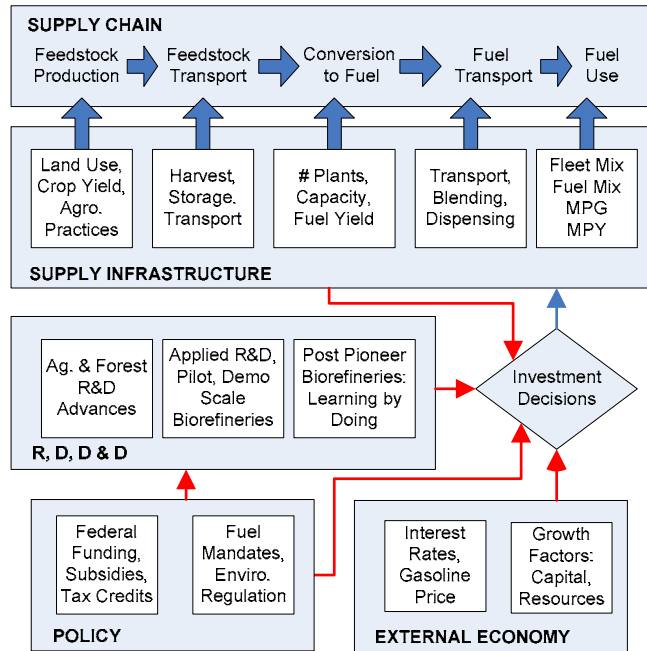 SUPPLY CHAIN
Feedstock
Production
Feedstock
Transport
Conversion
to Fuel
Fuel
Transport
Fuel
Use
Land Use,
Crop Yield,
Agro.
Practices
Harvest,
Storage.
Transport
# Plants,
Capacity,
Fuel Yield
Transport,
Blending,
Dispensing
Fleet Mix
Fuel Mix
MPG
MPY
SUPPLY INFRASTRUCTURE
Ag. & Forest
R&D
Advances
Applied R&D,
Pilot, Demo
Scale
Biorefineries
Post Pioneer
Biorefineries:
Learning by
Doing
R, D, D & D
Investment
Decisions
Federal
Funding,
Subsidies,
Tax Credits
Fuel
Mandates,
Enviro.
Regulation
POLICY
Interest
Rates,
Gasoline
Price
Growth
Factors:
Capital,
Resources
EXTERNAL ECONOMY